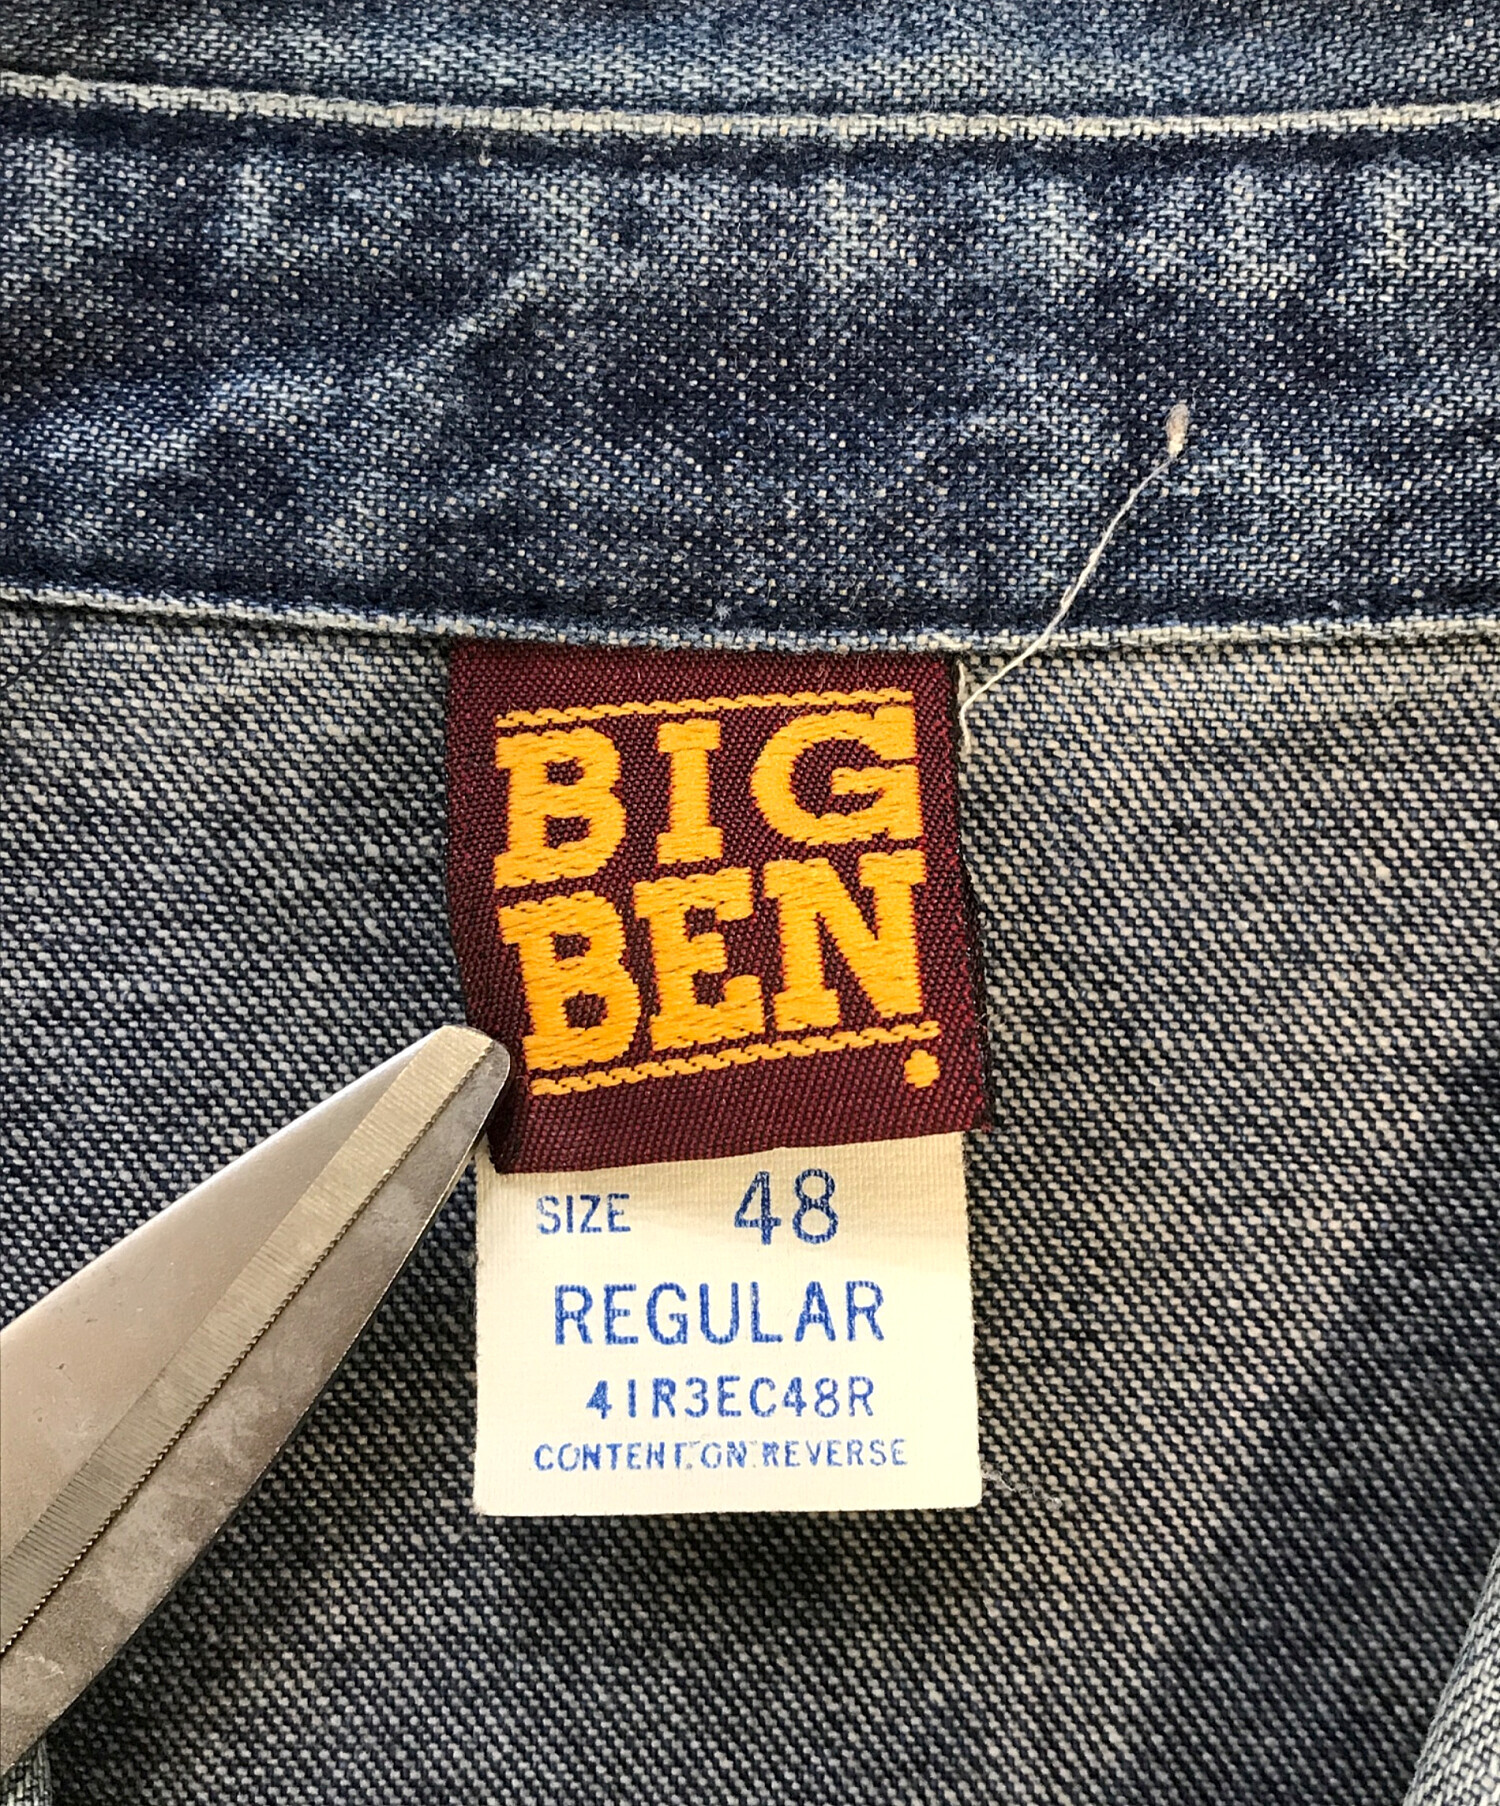 BIG
BEN.
SIZE 48
REGULAR
41R3EC48R
CONTENT ON REVERSE